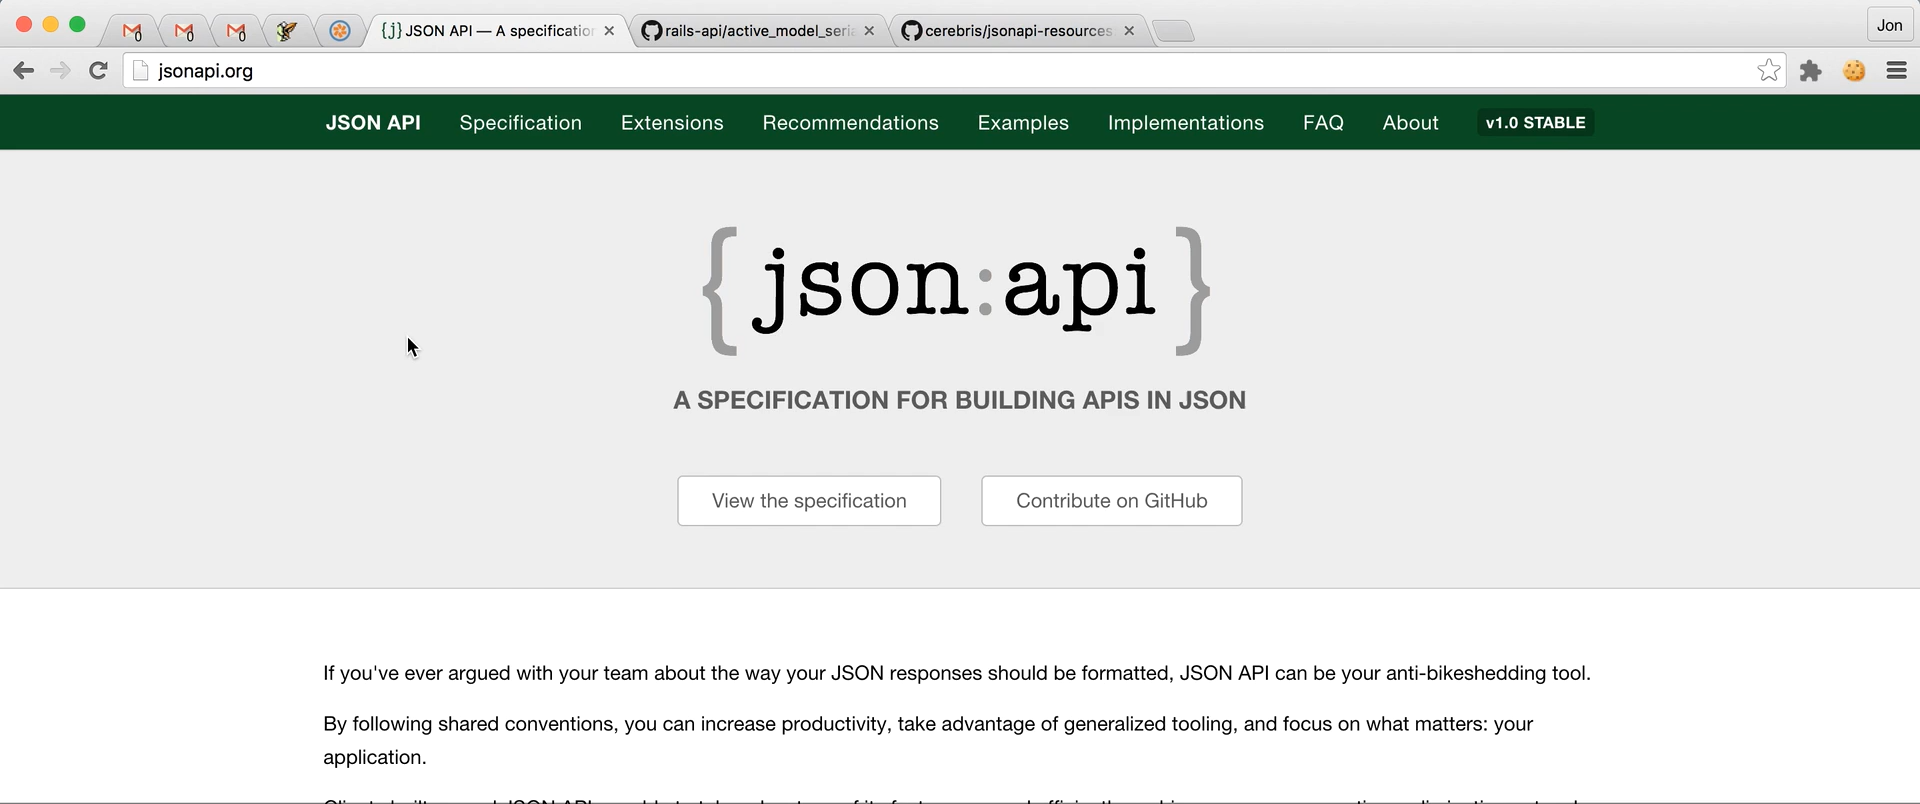 JSON API — A specification
rails-api/active_model_seria
cerebris/jsonapi-resources
Jon
jsonapi.org
JSON API Specification Extensions Recommendations Examples Implementations FAQ About v1.0 STABLE
{ json:api }
A SPECIFICATION FOR BUILDING APIS IN JSON
View the specification Contribute on GitHub
If you've ever argued with your team about the way your JSON responses should be formatted, JSON API can be your anti-bikeshedding tool.
By following shared conventions, you can increase productivity, take advantage of generalized tooling, and focus on what matters: your
application.